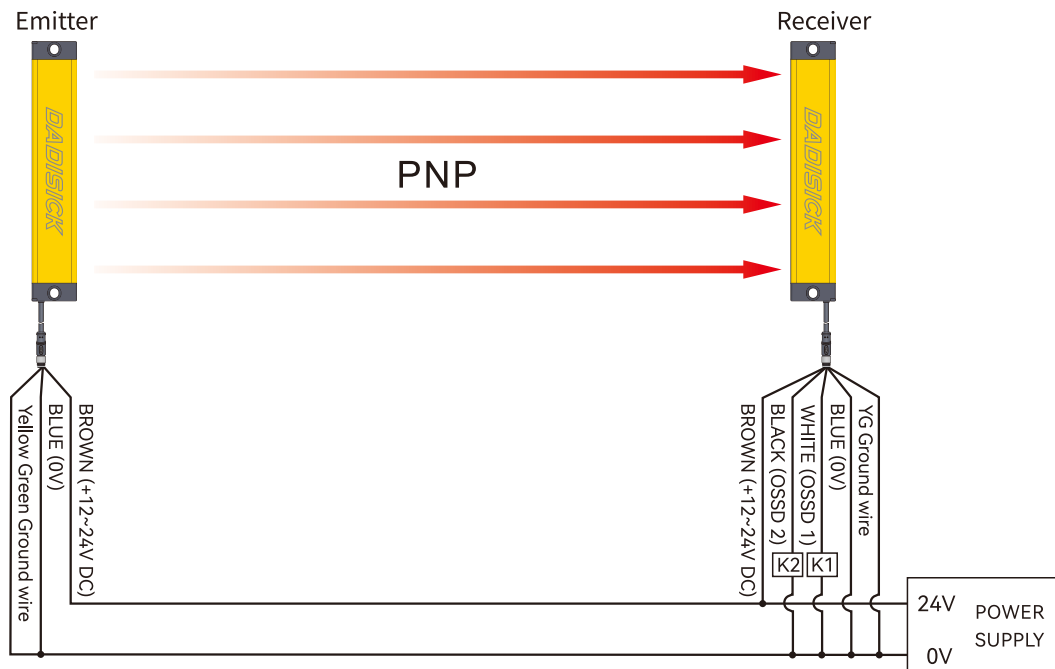 Emitter
Receiver
DADISICK
PNP
DADISICK
Yellow Green Ground wire
BLUE (0V)
BROWN (+12~24V DC)
BROWN (+12~24V DC)
BLACK (OSSD 2)
WHITE (OSSD 1)
BLUE (0V)
YG Ground wire
K2
K1
24V
POWER
SUPPLY
0V